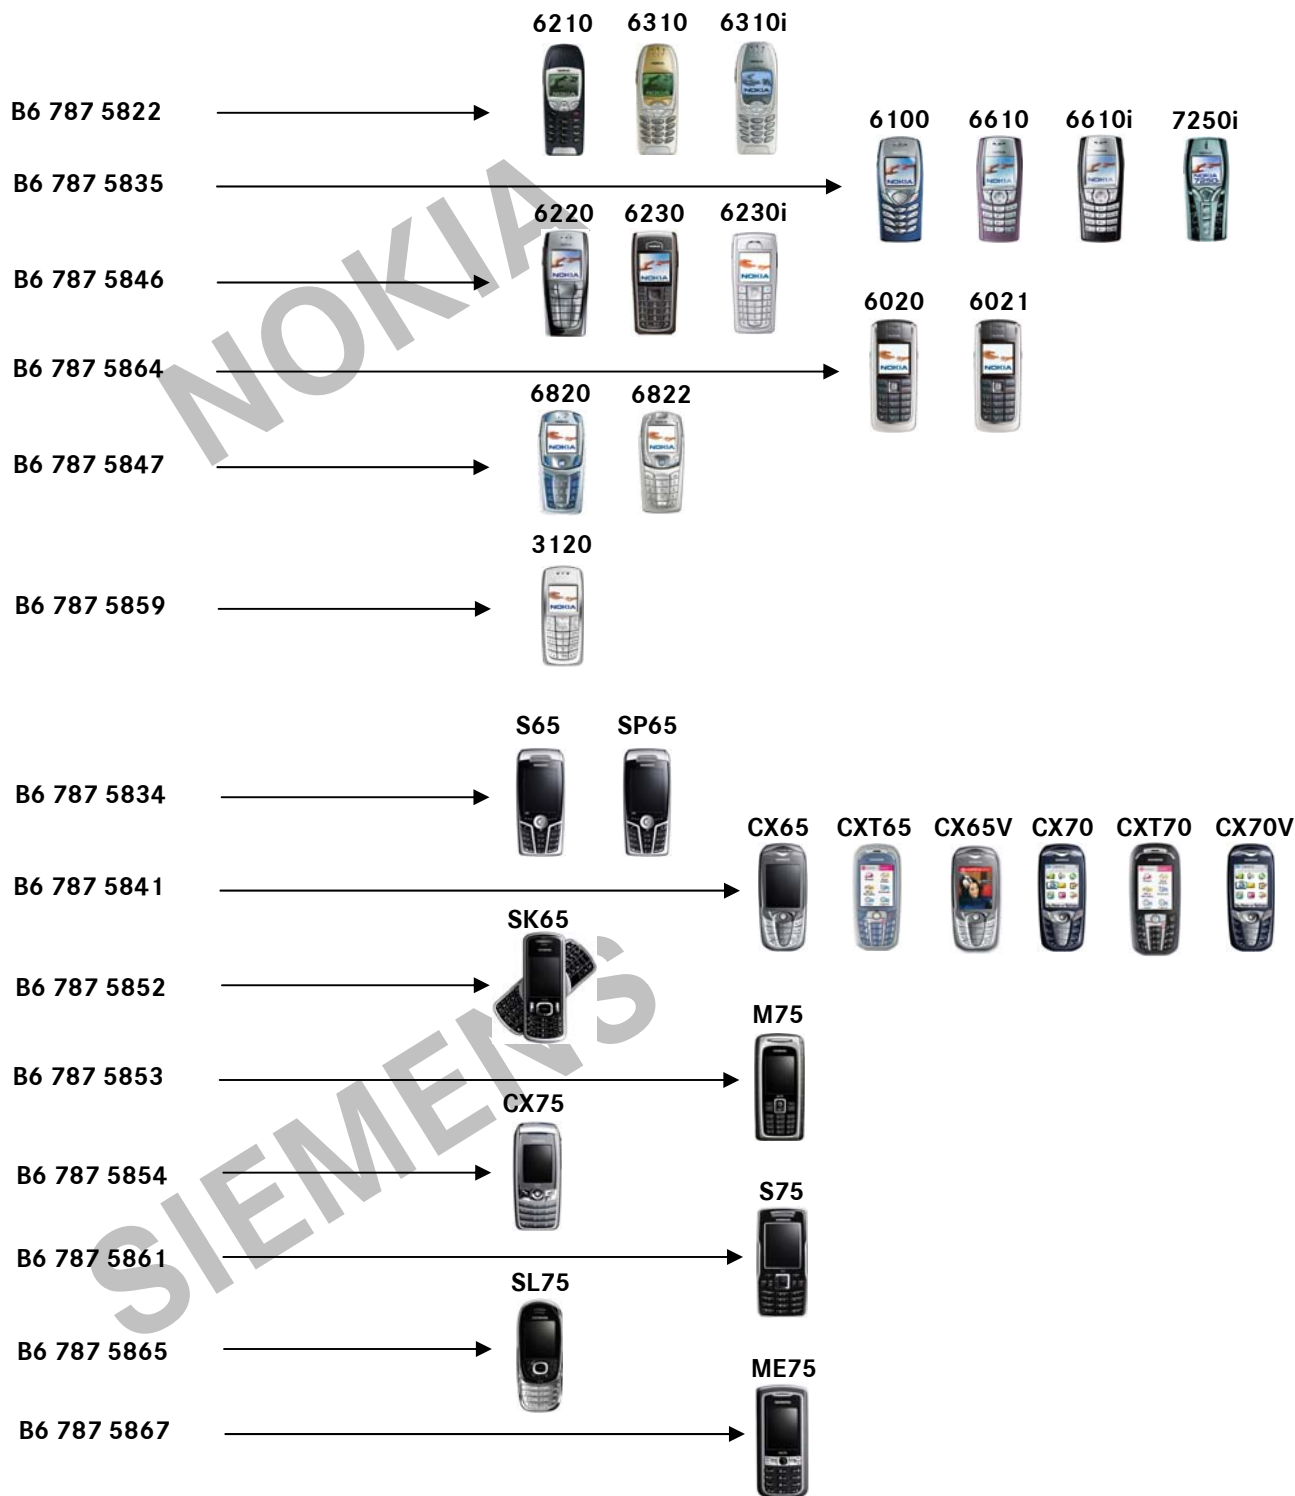 6210 6310 6310i
B6 787 5822
6100 6610 6610i 7250i
B6 787 5835
6220 6230 6230i
B6 787 5846
6020 6021
B6 787 5864
6820 6822
B6 787 5847
3120
B6 787 5859
NOKIA
S65 SP65
B6 787 5834
CX65 CXT65 CX65V CX70 CXT70 CX70V
B6 787 5841
SK65
B6 787 5852
M75
B6 787 5853
CX75
B6 787 5854
S75
B6 787 5861
SL75
B6 787 5865
ME75
B6 787 5867
SIEMENS